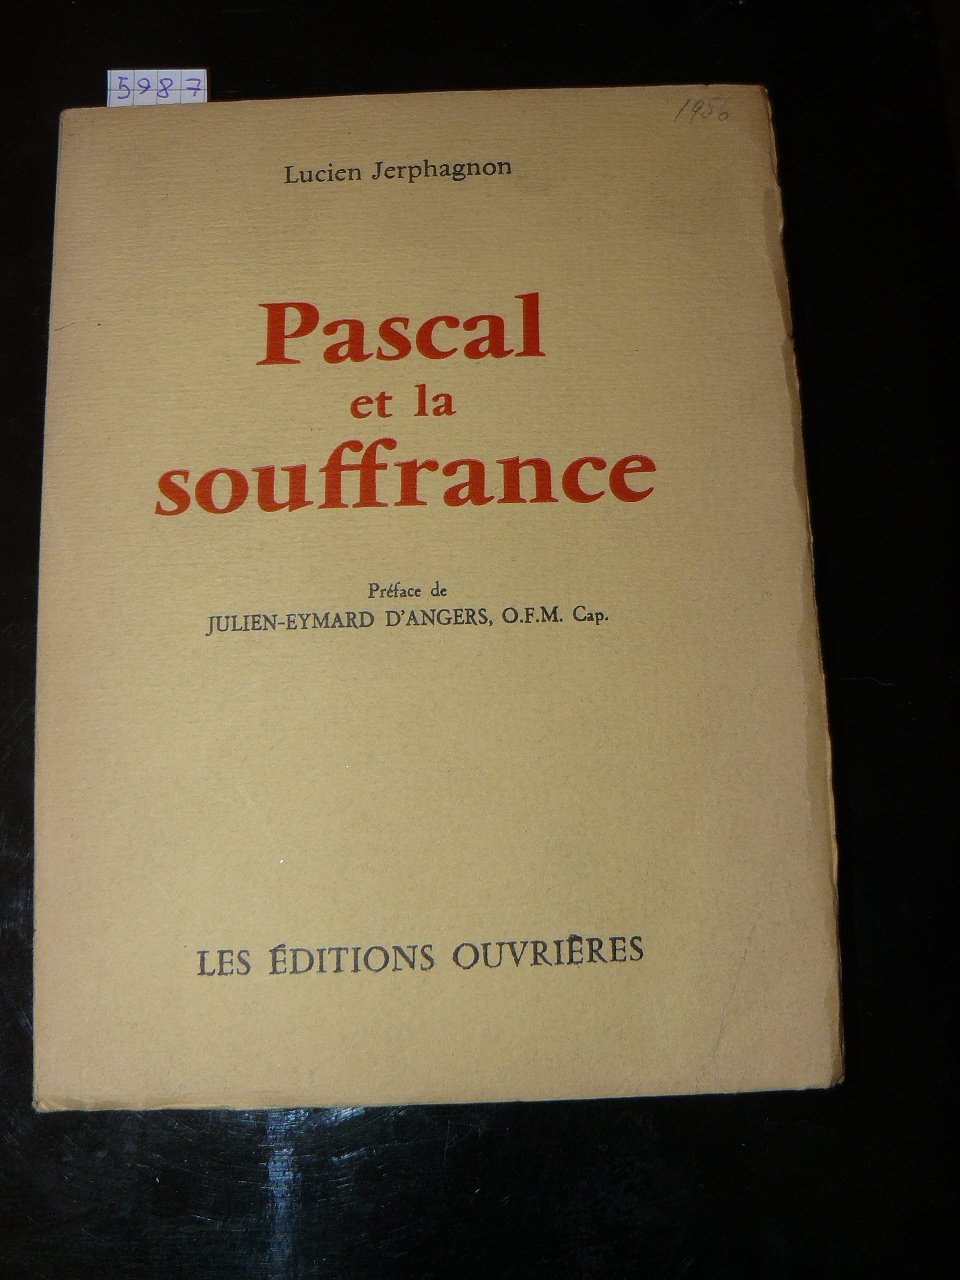 5987
1956
Lucien Jerphagnon
Pascal
et la
souffrance
Préface de
JULIEN-EYMARD D'ANGERS, O.F.M. Cap.
LES ÉDITIONS OUVRIÈRES